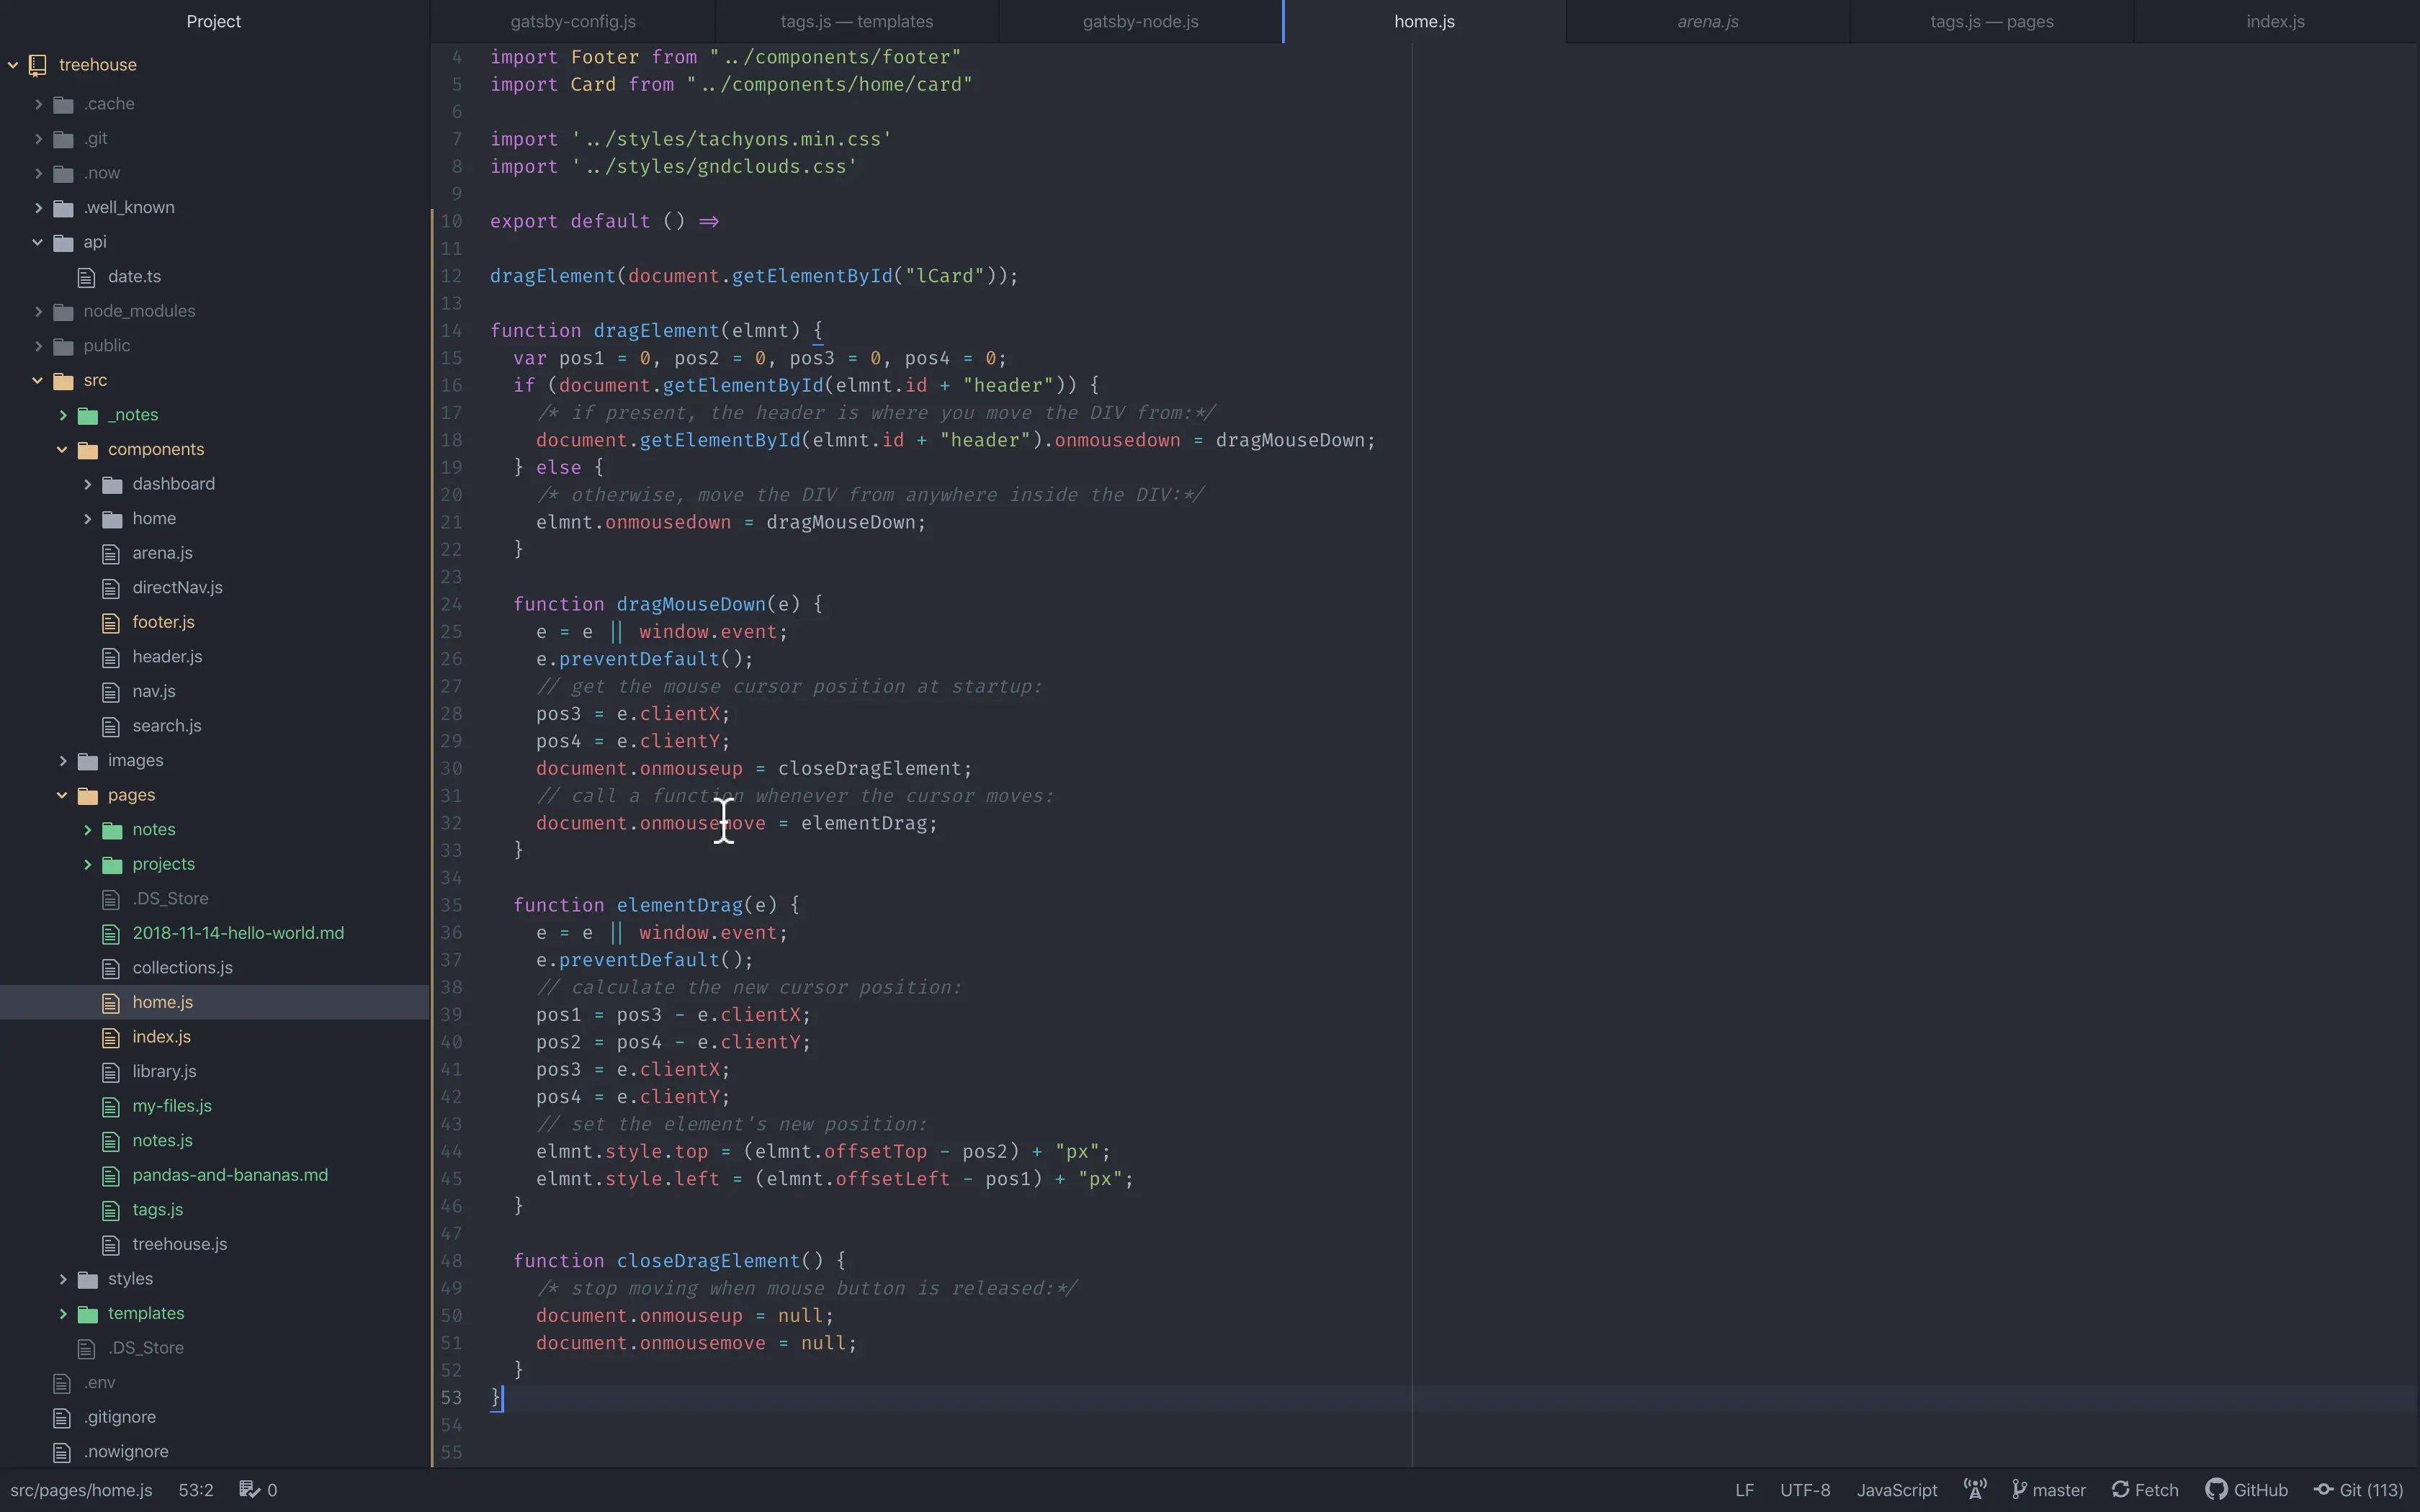 Project
gatsby-config.js
tags.js — templates
gatsby-node.js
home.js
arena.js
tags.js — pages
index.js
treehouse
.cache
.git
.now
.well_known
api
date.ts
node_modules
public
src
_notes
components
dashboard
home
arena.js
directNav.js
footer.js
header.js
nav.js
search.js
images
pages
notes
projects
.DS_Store
2018-11-14-hello-world.md
collections.js
home.js
index.js
library.js
my-files.js
notes.js
pandas-and-bananas.md
tags.js
treehouse.js
styles
templates
.DS_Store
.env
.gitignore
.nowignore
4 import Footer from "../components/footer"
5 import Card from "../components/home/card"
6
7 import '../styles/tachyons.min.css'
8 import '../styles/gndclouds.css'
9
10 export default () =>
11
12 dragElement(document.getElementById("lCard"));
13
14 function dragElement(elmnt) {
15 var pos1 = 0, pos2 = 0, pos3 = 0, pos4 = 0;
16 if (document.getElementById(elmnt.id + "header")) {
17 /* if present, the header is where you move the DIV from:*/
18 document.getElementById(elmnt.id + "header").onmousedown = dragMouseDown;
19 } else {
20 /* otherwise, move the DIV from anywhere inside the DIV:*/
21 elmnt.onmousedown = dragMouseDown;
22 }
23
24 function dragMouseDown(e) {
25 e = e || window.event;
26 e.preventDefault();
27 // get the mouse cursor position at startup:
28 pos3 = e.clientX;
29 pos4 = e.clientY;
30 document.onmouseup = closeDragElement;
31 // call a function whenever the cursor moves:
32 document.onmousemove = elementDrag;
33 }
34
35 function elementDrag(e) {
36 e = e || window.event;
37 e.preventDefault();
38 // calculate the new cursor position:
39 pos1 = pos3 - e.clientX;
40 pos2 = pos4 - e.clientY;
41 pos3 = e.clientX;
42 pos4 = e.clientY;
43 // set the element's new position:
44 elmnt.style.top = (elmnt.offsetTop - pos2) + "px";
45 elmnt.style.left = (elmnt.offsetLeft - pos1) + "px";
46 }
47
48 function closeDragElement() {
49 /* stop moving when mouse button is released:*/
50 document.onmouseup = null;
51 document.onmousemove = null;
52 }
53 }
54
55
src/pages/home.js 53:2 0 LF UTF-8 JavaScript master Fetch GitHub Git (113)